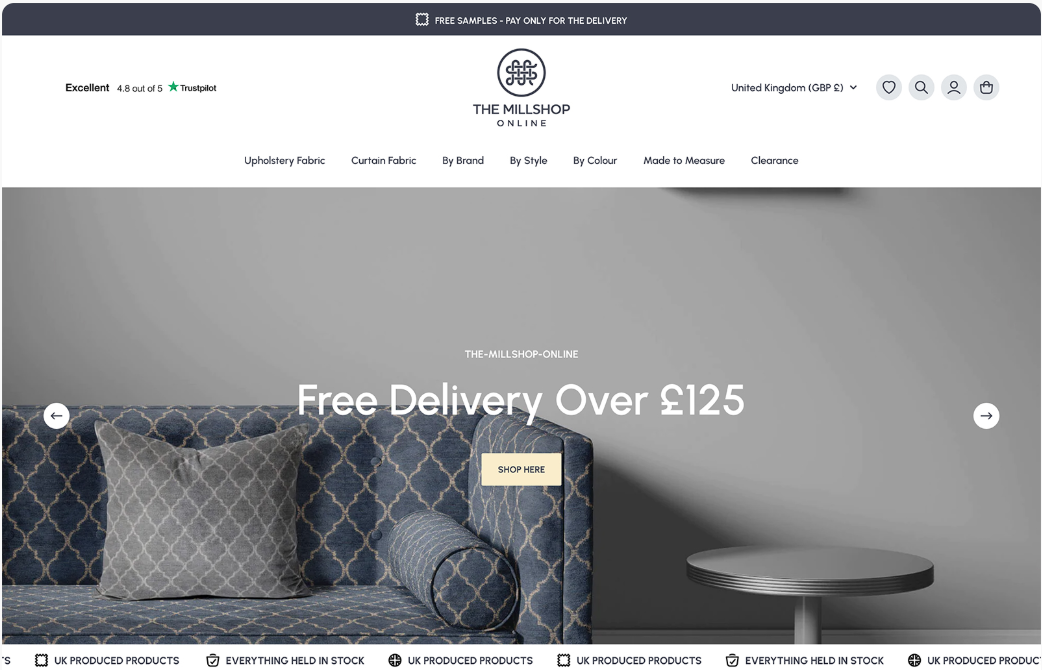 FREE SAMPLES - PAY ONLY FOR THE DELIVERY
Excellent 4.8 out of 5 Trustpilot
THE MILLSHOP
ONLINE
United Kingdom (GBP £)
Upholstery Fabric Curtain Fabric By Brand By Style By Colour Made to Measure Clearance
THE-MILLSHOP-ONLINE
Free Delivery Over £125
SHOP HERE
S UK PRODUCED PRODUCTS EVERYTHING HELD IN STOCK UK PRODUCED PRODUCTS UK PRODUCED PRODUCTS EVERYTHING HELD IN STOCK UK PRODUCED PRODUC